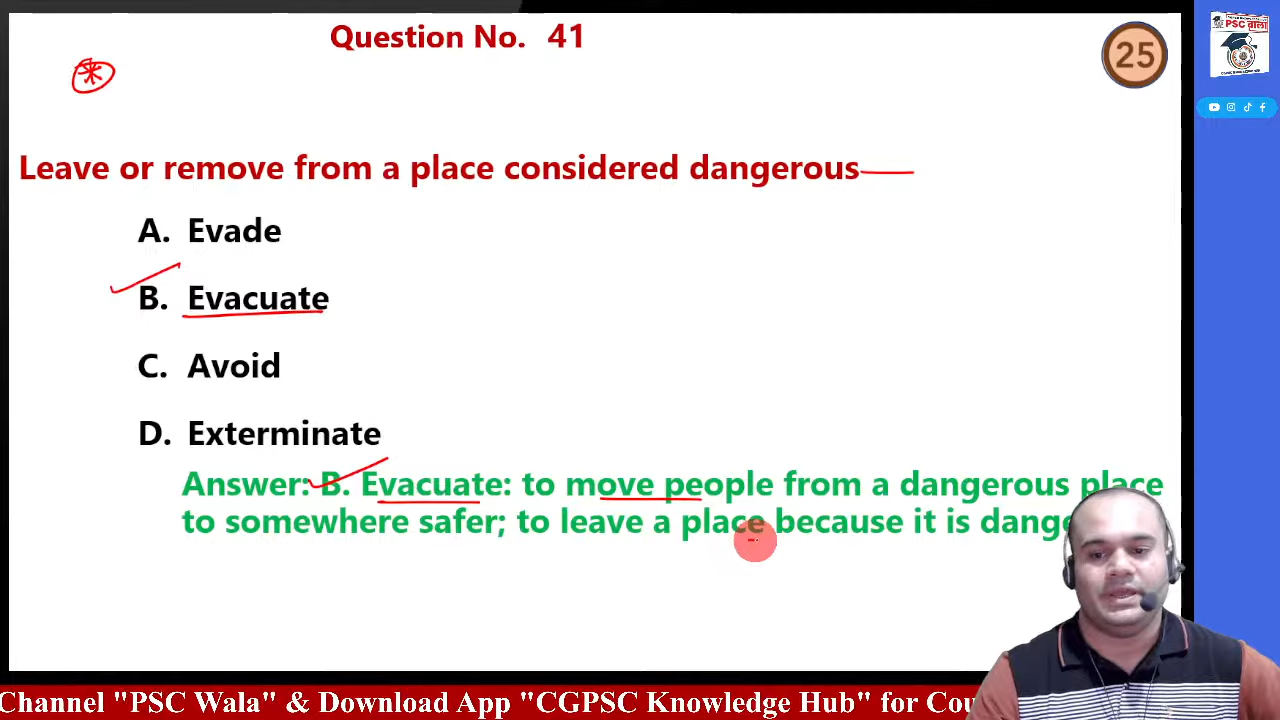 Question No. 41
25
PSC वाला
Leave or remove from a place considered dangerous
A. Evade
B. Evacuate
C. Avoid
D. Exterminate
Answer: B. Evacuate: to move people from a dangerous place
to somewhere safer; to leave a place because it is
Channel "PSC Wala" & Download App "CGPSC Knowledge Hub" for